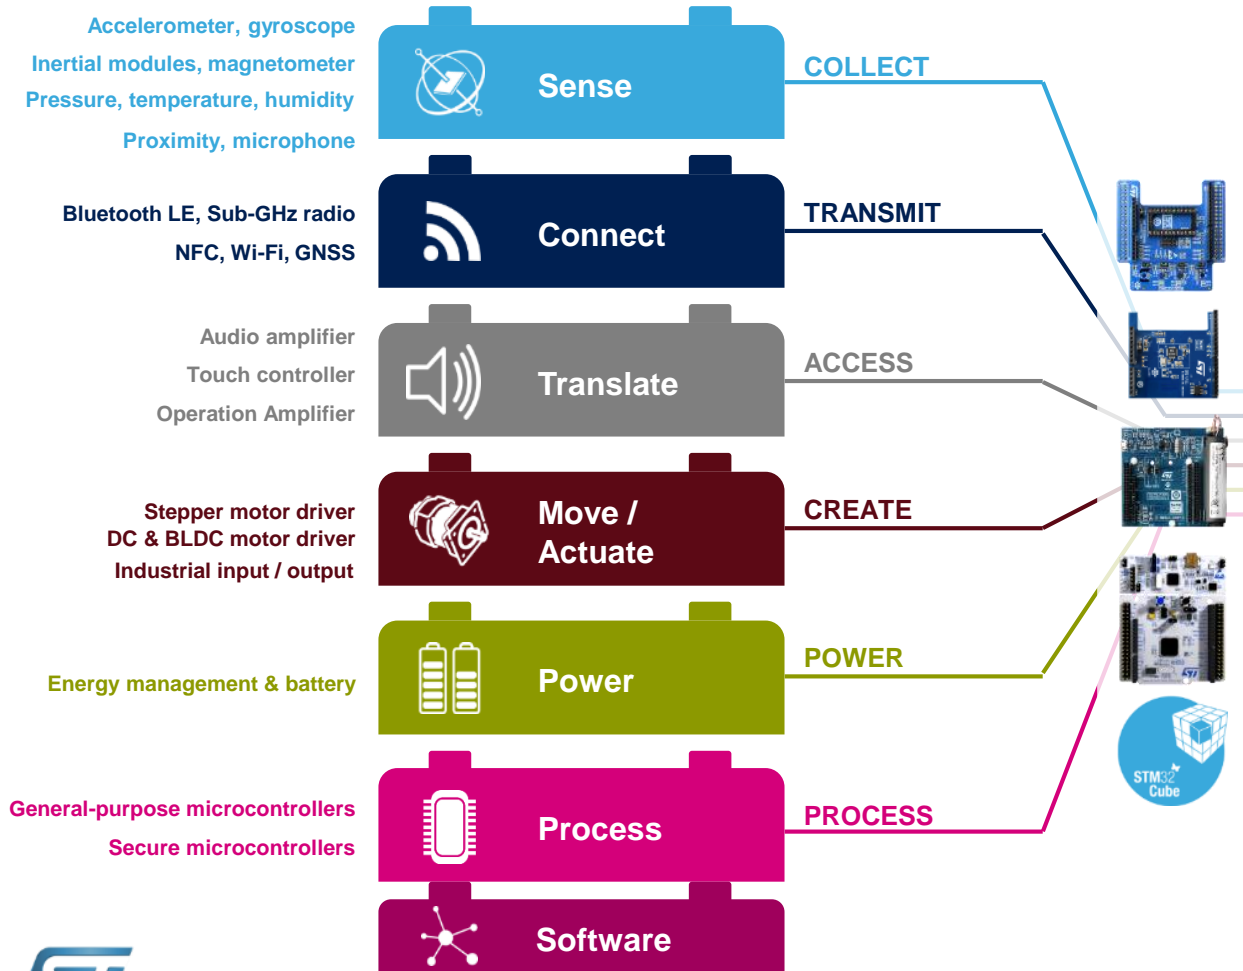 Accelerometer, gyroscope
Inertial modules, magnetometer
Pressure, temperature, humidity
Proximity, microphone
Sense
COLLECT
Bluetooth LE, Sub-GHz radio
NFC, Wi-Fi, GNSS
Connect
TRANSMIT
Audio amplifier
Touch controller
Operation Amplifier
Translate
ACCESS
Stepper motor driver
DC & BLDC motor driver
Industrial input / output
Move /
Actuate
CREATE
Energy management & battery
Power
POWER
General-purpose microcontrollers
Secure microcontrollers
Process
PROCESS
Software
STM32
Cube